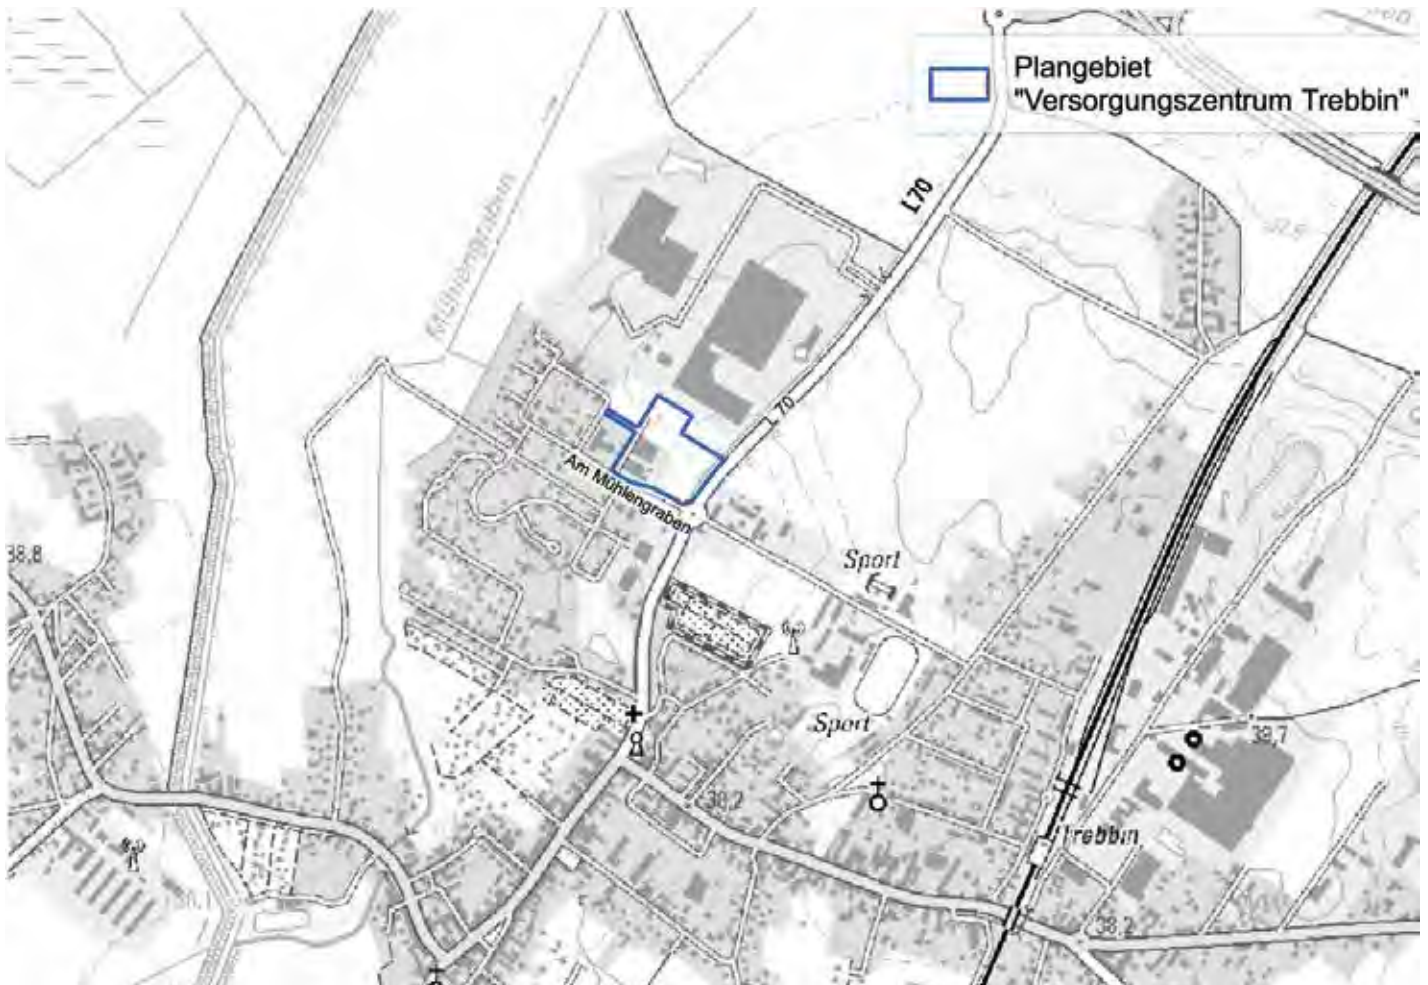 Plangebiet
"Versorgungszentrum Trebbin"
L70
Mühlengraben
L 70
Am Mühlengraben
38,8
Sport
Sport
38,7
38,2
Trebbin
38,2